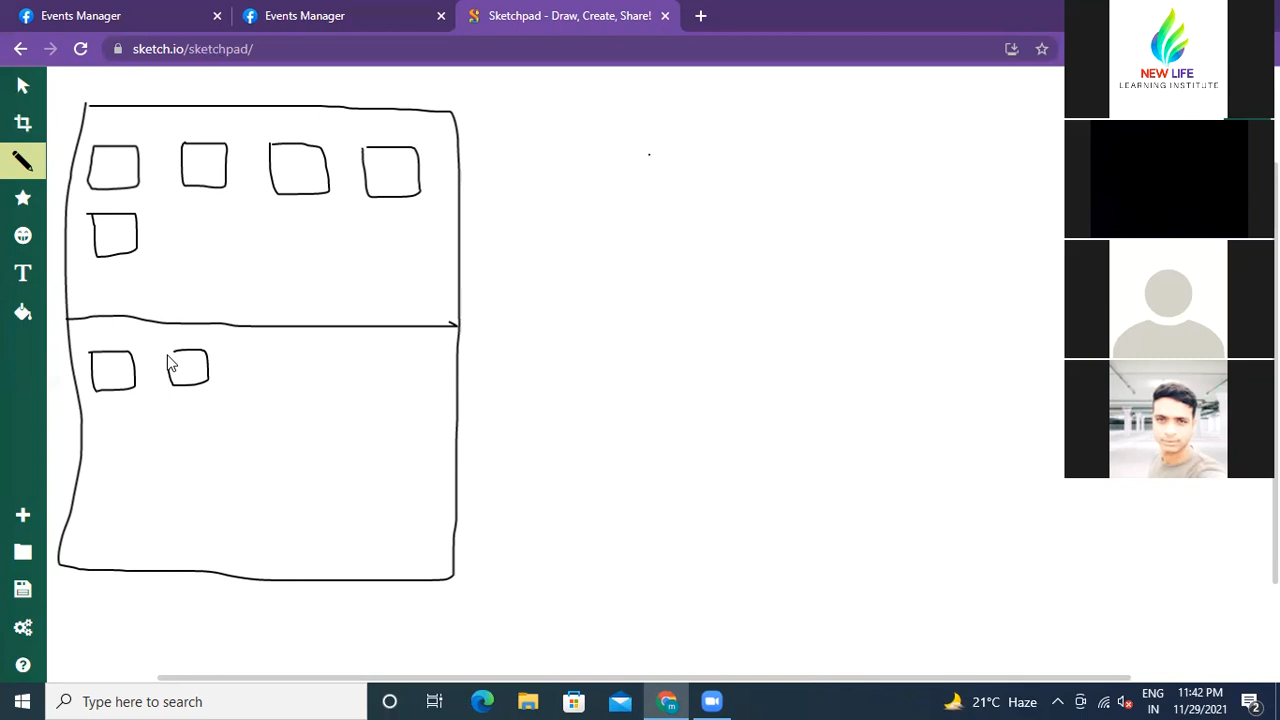 Events Manager
Events Manager
Sketchpad - Draw, Create, Share!
sketch.io/sketchpad/
NEW LIFE
LEARNING INSTITUTE
T
?
Type here to search
21°C Haze
ENG
IN
11:42 PM
11/29/2021
2